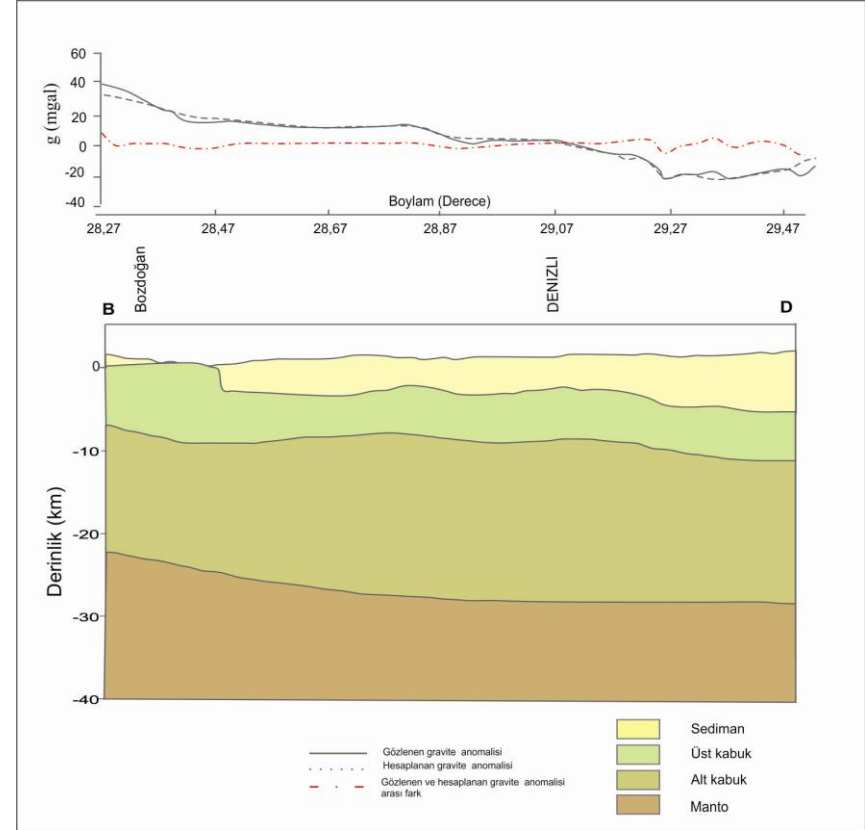 60
40
20
0
-20
-40
g (mgal)
Boylam (Derece)
28,27 28,47 28,67 28,87 29,07 29,27 29,47
Bozdoğan
DENIZLI
B D
0
-10
-20
-30
-40
Derinlik (km)
Gözlenen gravite anomalisi
Hesaplanan gravite anomalisi
Gözlenen ve hesaplanan gravite anomalisi
arası fark
Sediman
Üst kabuk
Alt kabuk
Manto